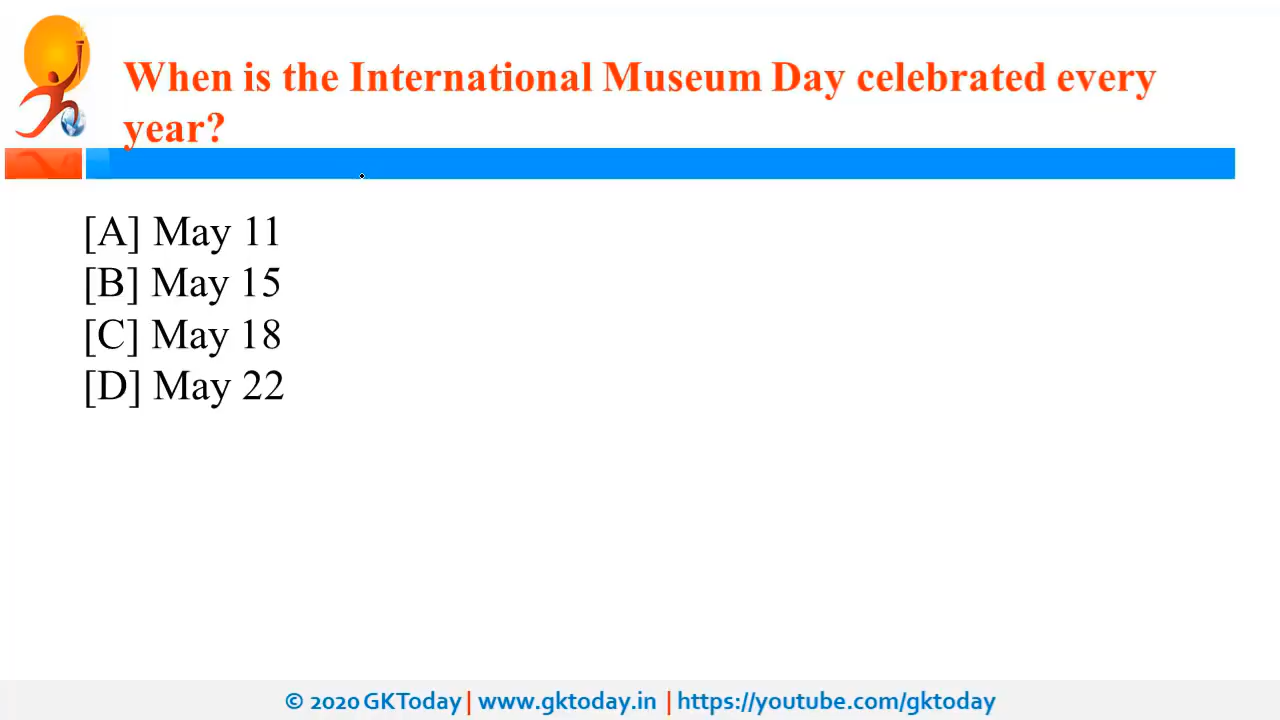 When is the International Museum Day celebrated every
year?
[A] May 11
[B] May 15
[C] May 18
[D] May 22
© 2020 GKToday | www.gktoday.in | https://youtube.com/gktoday